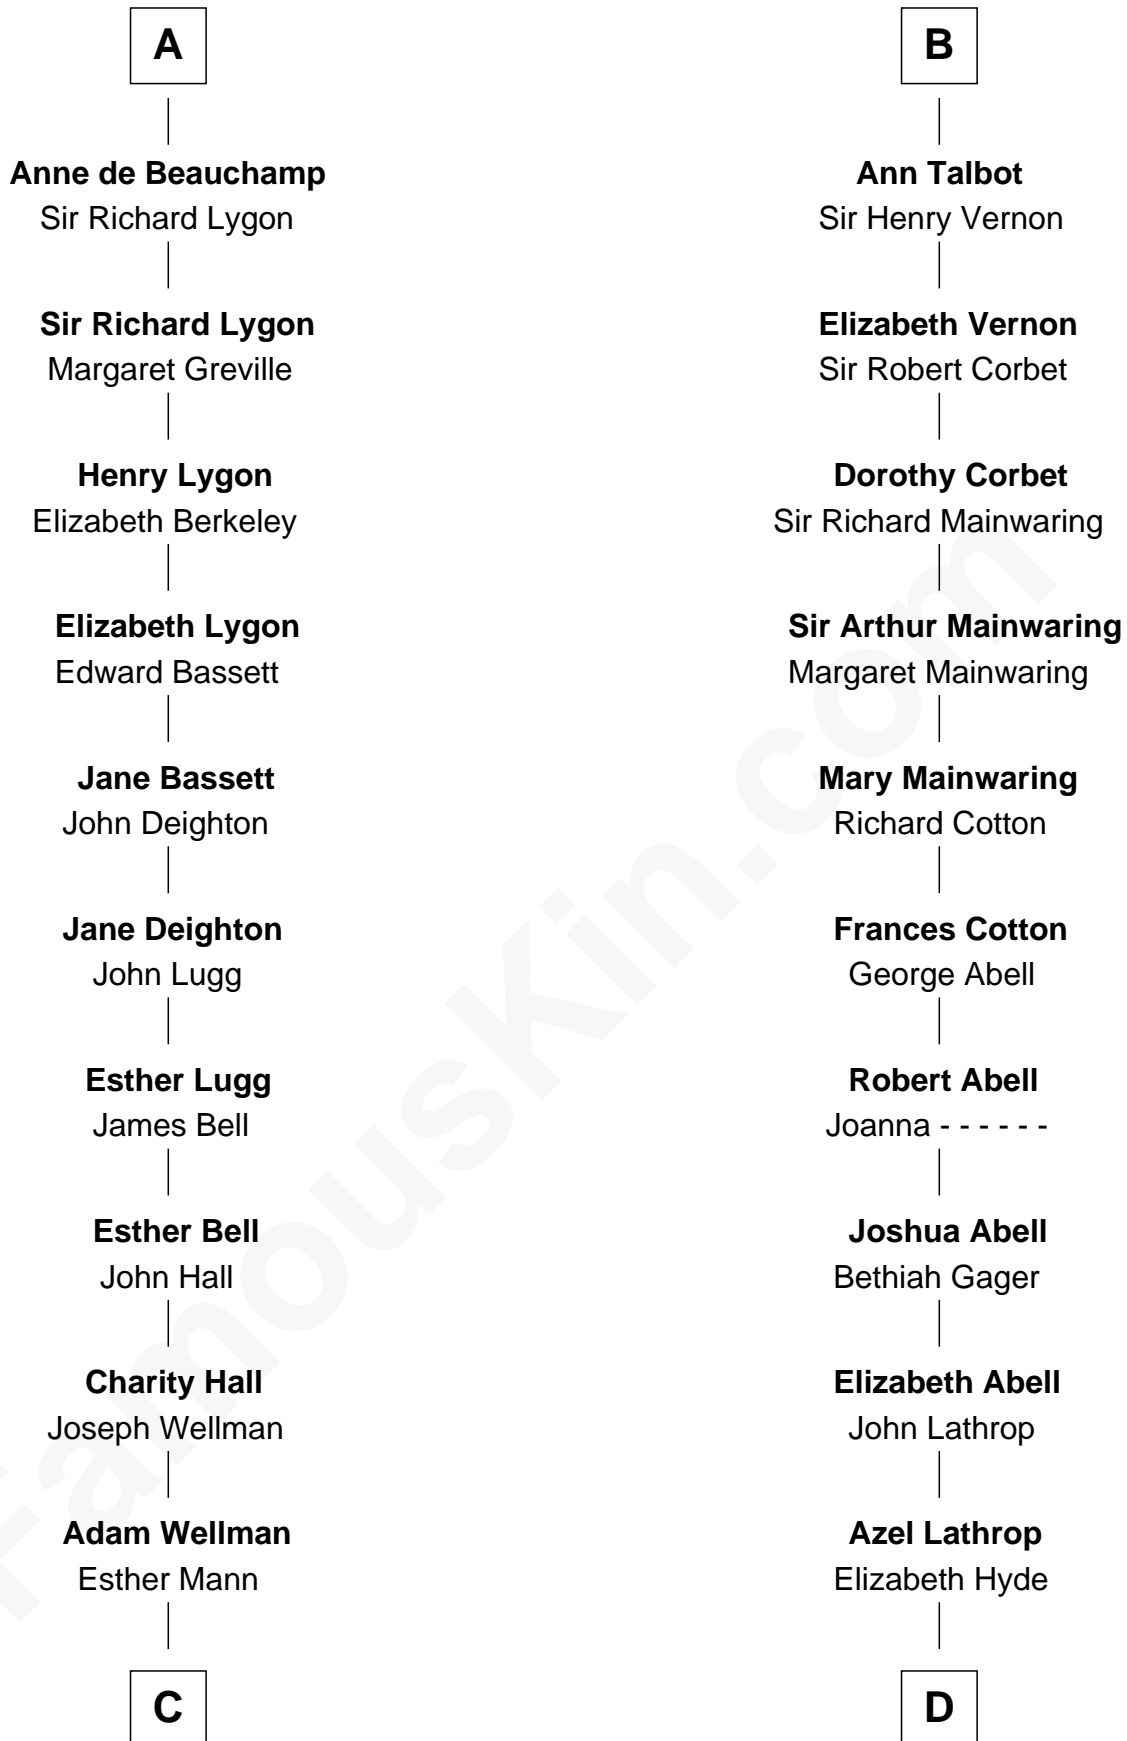 A
Anne de Beauchamp
Sir Richard Lygon
Sir Richard Lygon
Margaret Greville
Henry Lygon
Elizabeth Berkeley
Elizabeth Lygon
Edward Bassett
Jane Bassett
John Deighton
Jane Deighton
John Lugg
Esther Lugg
James Bell
Esther Bell
John Hall
Charity Hall
Joseph Wellman
Adam Wellman
Esther Mann
C
B
Ann Talbot
Sir Henry Vernon
Elizabeth Vernon
Sir Robert Corbet
Dorothy Corbet
Sir Richard Mainwaring
Sir Arthur Mainwaring
Margaret Mainwaring
Mary Mainwaring
Richard Cotton
Frances Cotton
George Abell
Robert Abell
Joanna - - - - - -
Joshua Abell
Bethiah Gager
Elizabeth Abell
John Lathrop
Azel Lathrop
Elizabeth Hyde
D
FamousKin.com